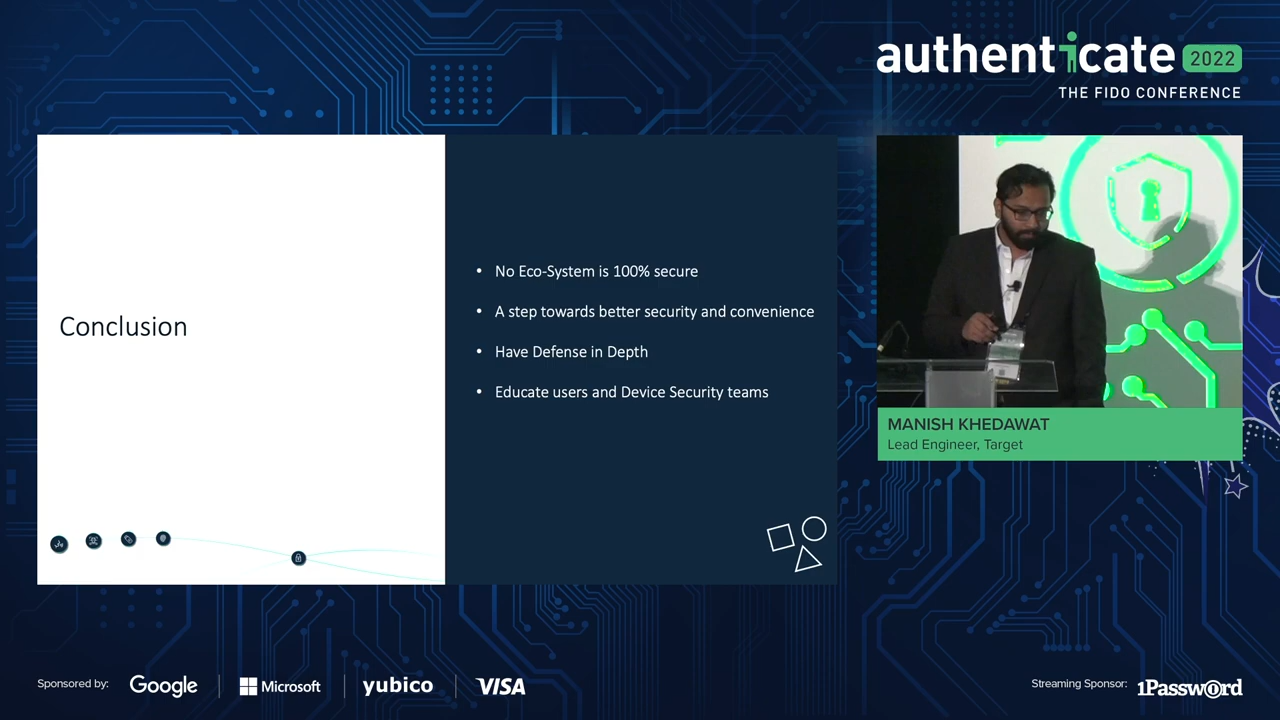 authenticate 2022
THE FIDO CONFERENCE
Conclusion
• No Eco-System is 100% secure
• A step towards better security and convenience
• Have Defense in Depth
• Educate users and Device Security teams
MANISH KHEDAWAT
Lead Engineer, Target
Sponsored by: Google Microsoft yubico VISA
Streaming Sponsor: 1Password